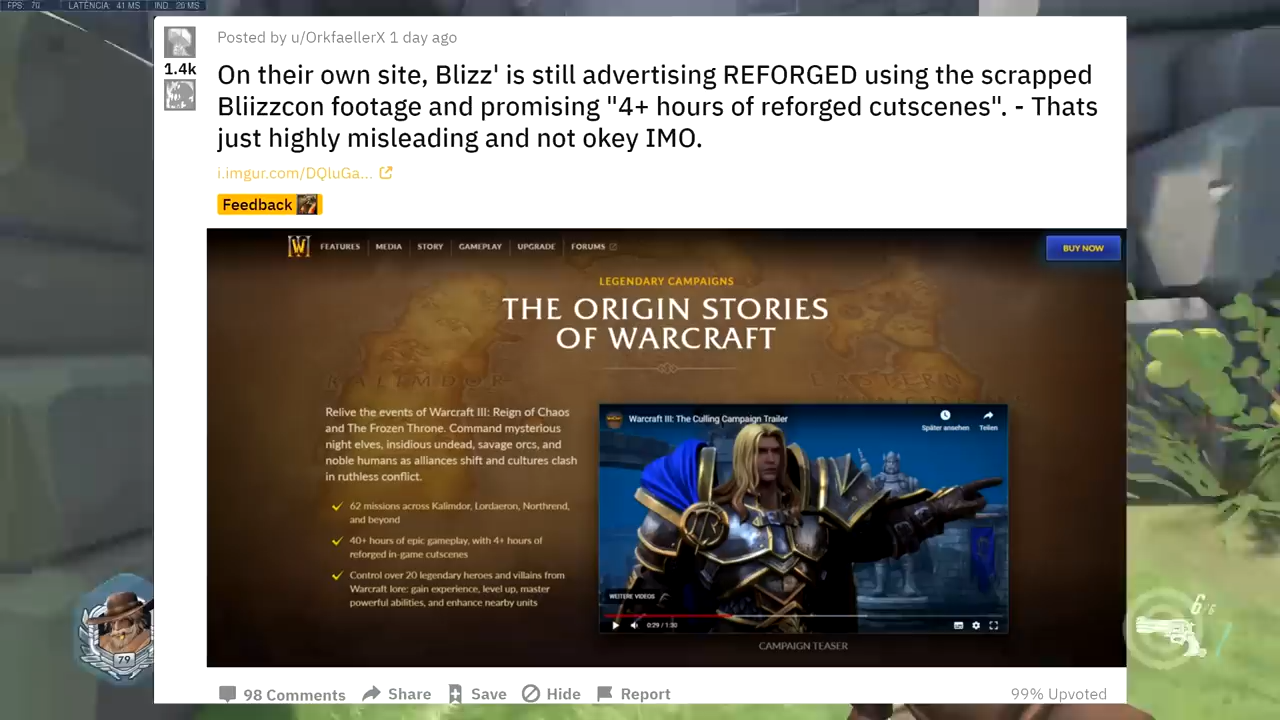 FPS: 70 LATÊNCIA: 41 MS IND.: 26 MS
Posted by u/OrkfaellerX 1 day ago
1.4k
On their own site, Blizz' is still advertising REFORGED using the scrapped
Bliizzcon footage and promising "4+ hours of reforged cutscenes". - Thats
just highly misleading and not okey IMO.
i.imgur.com/DQluGa...
Feedback
FEATURES MEDIA STORY GAMEPLAY UPGRADE FORUMS
BUY NOW
LEGENDARY CAMPAIGNS
THE ORIGIN STORIES
OF WARCRAFT
KALIMDOR
EASTERN
Relive the events of Warcraft III: Reign of Chaos
and The Frozen Throne. Command mysterious
night elves, insidious undead, savage orcs, and
noble humans as alliances shift and cultures clash
in ruthless conflict.
62 missions across Kalimdor, Lordaeron, Northrend,
and beyond
40+ hours of epic gameplay, with 4+ hours of
reforged in-game cutscenes
Control over 20 legendary heroes and villains from
Warcraft lore: gain experience, level up, master
powerful abilities, and enhance nearby units
Warcraft III: The Culling Campaign Trailer
Später ansehen Teilen
WEITERE VIDEOS
0:29 / 1:30
CAMPAIGN TEASER
79
6/6
98 Comments Share Save Hide Report
99% Upvoted